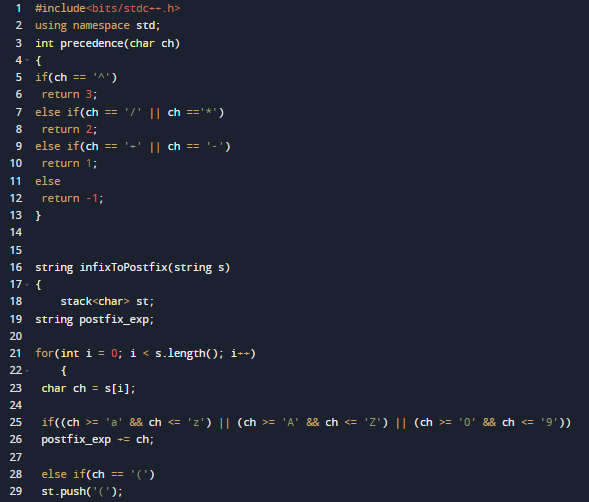 1 #include<bits/stdc++.h>
2 using namespace std;
3 int precedence(char ch)
4 {
5 if(ch == '^')
6 return 3;
7 else if(ch == '/' || ch =='*')
8 return 2;
9 else if(ch == '+' || ch == '-')
10 return 1;
11 else
12 return -1;
13 }
14
15
16 string infixToPostfix(string s)
17 {
18 stack<char> st;
19 string postfix_exp;
20
21 for(int i = 0; i < s.length(); i++)
22 {
23 char ch = s[i];
24
25 if((ch >= 'a' && ch <= 'z') || (ch >= 'A' && ch <= 'Z') || (ch >= '0' && ch <= '9'))
26 postfix_exp += ch;
27
28 else if(ch == '(')
29 st.push('(');